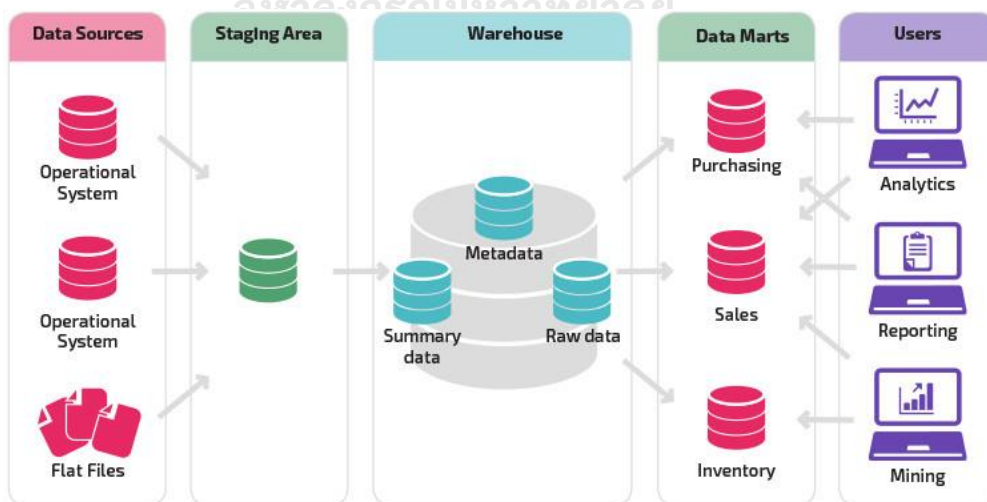 Data Sources
Staging Area
Warehouse
Data Marts
Users
Operational
System
Operational
System
Flat Files
Metadata
Summary
data
Raw data
Purchasing
Sales
Inventory
Analytics
Reporting
Mining